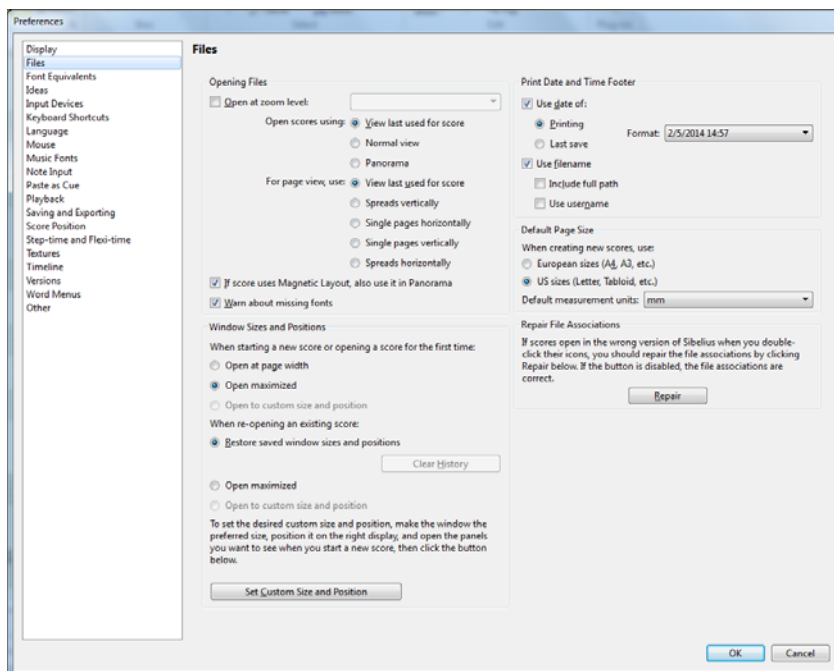 Preferences
Display
Files
Font Equivalents
Ideas
Input Devices
Keyboard Shortcuts
Language
Mouse
Music Fonts
Note Input
Paste as Cue
Playback
Saving and Exporting
Score Position
Step-time and Flexi-time
Textures
Timeline
Versions
Word Menus
Other
Files
Opening Files
Open at zoom level:
Open scores using: View last used for score
Normal view
Panorama
For page view, use: View last used for score
Spreads vertically
Single pages horizontally
Single pages vertically
Spreads horizontally
If score uses Magnetic Layout, also use it in Panorama
Warn about missing fonts
Window Sizes and Positions
When starting a new score or opening a score for the first time:
Open at page width
Open maximized
Open to custom size and position
When re-opening an existing score:
Restore saved window sizes and positions
Clear History
Open maximized
Open to custom size and position
To set the desired custom size and position, make the window the
preferred size, position it on the right display, and open the panels
you want to see when you start a new score, then click the button
below.
Set Custom Size and Position
Print Date and Time Footer
Use date of:
Printing
Last save
Format: 2/5/2014 14:57
Use filename
Include full path
Use username
Default Page Size
When creating new scores, use:
European sizes (A4, A3, etc.)
US sizes (Letter, Tabloid, etc.)
Default measurement units: mm
Repair File Associations
If scores open in the wrong version of Sibelius when you double-
click their icons, you should repair the file associations by clicking
Repair below. If the button is disabled, the file associations are
correct.
Repair
OK
Cancel